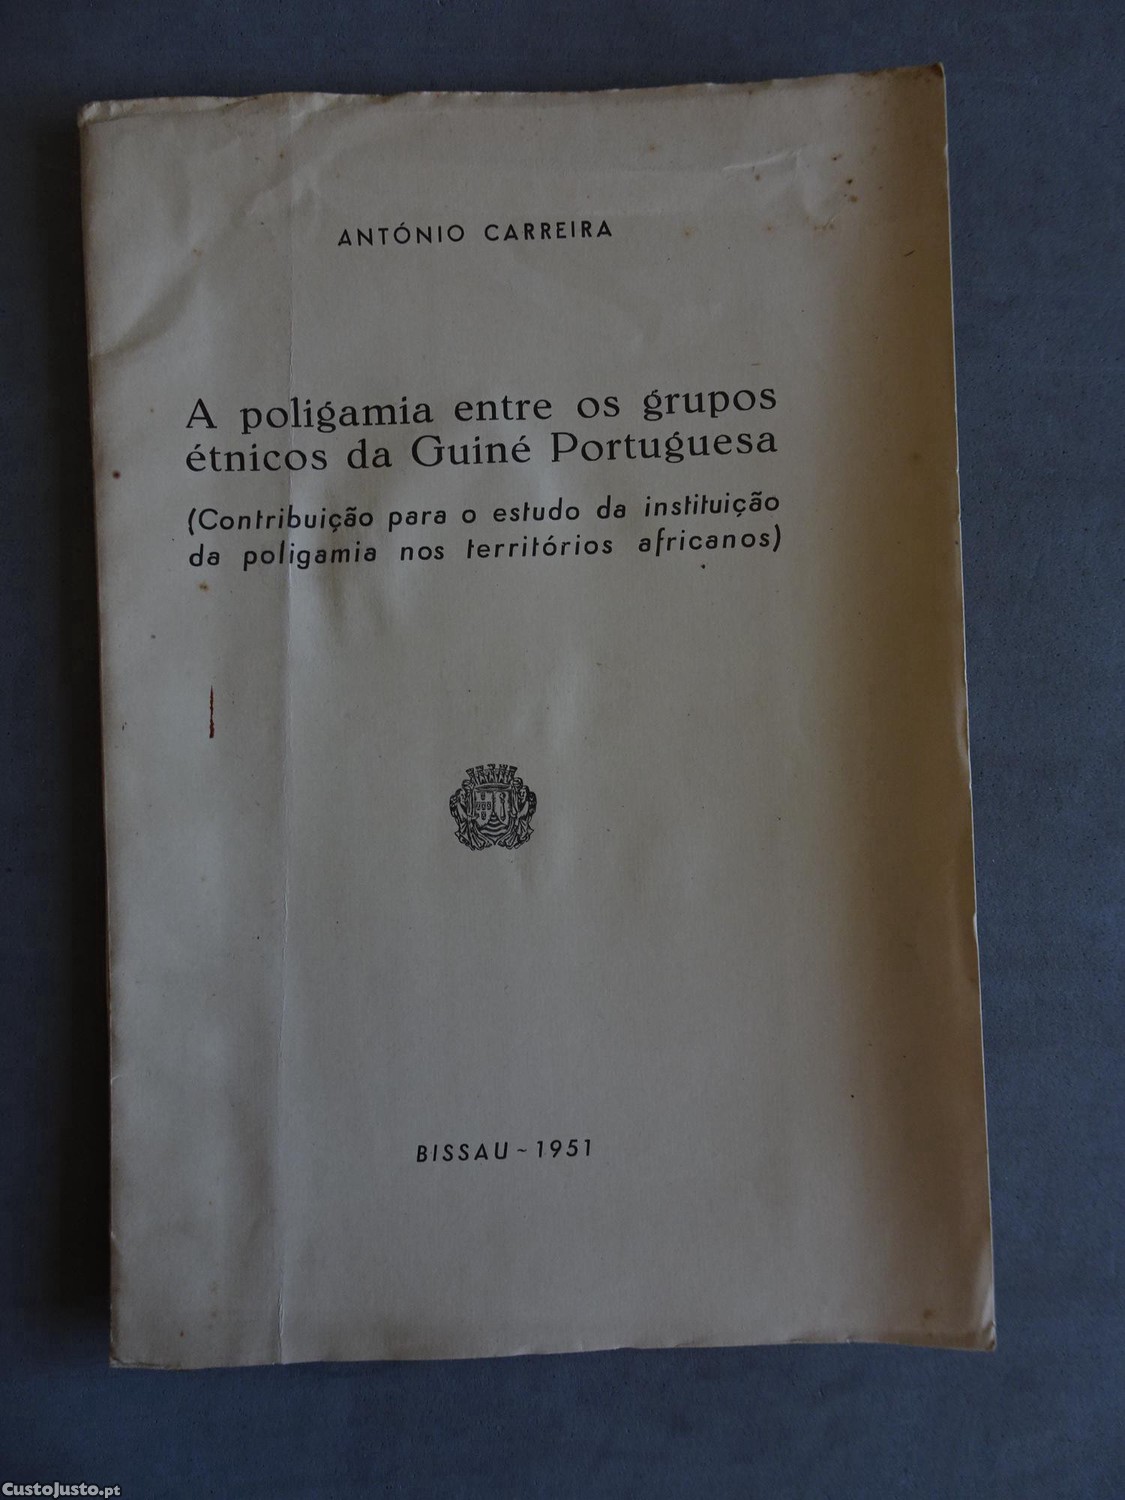 ANTÓNIO CARREIRA
A poligamia entre os grupos
étnicos da Guiné Portuguesa
(Contribuição para o estudo da instituição
da poligamia nos territórios africanos)
BISSAU ~ 1951
CustoJusto.pt